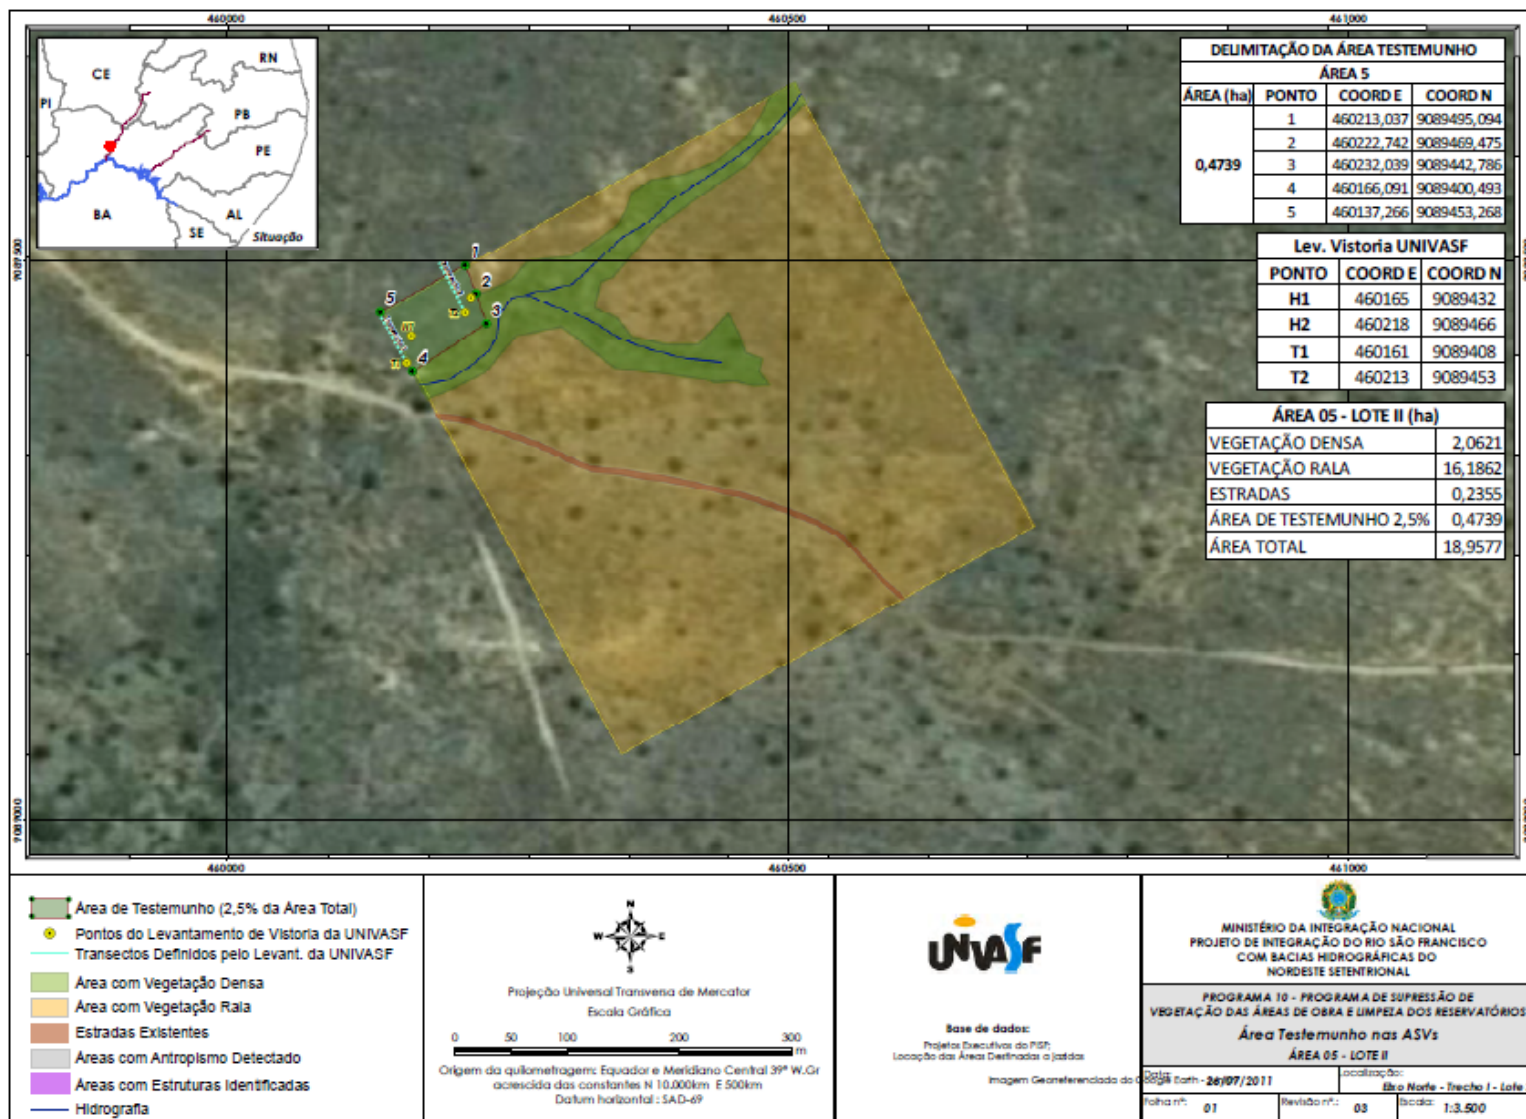 460000 460500 461000
CE
RN
PI
PB
PE
BA
AL
SE
Situação
DELIMITAÇÃO DA ÁREA TESTEMUNHO
ÁREA 5
ÁREA (ha) PONTO COORD E COORD N
1 460213,037 9089495,094
2 460222,742 9089469,475
0,4739 3 460232,039 9089442,786
4 460166,091 9089400,493
5 460137,266 9089453,268
Lev. Vistoria UNIVASF
PONTO COORD E COORD N
H1 460165 9089432
H2 460218 9089466
T1 460161 9089408
T2 460213 9089453
ÁREA 05 - LOTE II (ha)
VEGETAÇÃO DENSA 2,0621
VEGETAÇÃO RALA 16,1862
ESTRADAS 0,2355
ÁREA DE TESTEMUNHO 2,5% 0,4739
ÁREA TOTAL 18,9577
1
2
3
4
5
460000 460500 461000
Área de Testemunho (2,5% da Área Total)
Pontos do Levantamento de Vistoria da UNIVASF
Transectos Definidos pelo Levant. da UNIVASF
Área com Vegetação Densa
Área com Vegetação Rala
Estradas Existentes
Áreas com Antropismo Detectado
Áreas com Estruturas Identificadas
Hidrografia
N
W E
S
Projeção Universal Transversa de Mercator
Escala Gráfica
0 50 100 200 300
m
Origem da quilometragem: Equador e Meridiano Central 39º W.Gr
acrescida das constantes N 10.000km E 500km
Datum horizontal : SAD-69
UNIVASF
Base de dados:
Projetos Executivos do PISF;
Locação das Áreas Destinadas a Jazidas
Imagem Georreferenciada do Google Earth - 26/07/2011
MINISTÉRIO DA INTEGRAÇÃO NACIONAL
PROJETO DE INTEGRAÇÃO DO RIO SÃO FRANCISCO
COM BACIAS HIDROGRÁFICAS DO
NORDESTE SETENTRIONAL
PROGRAMA 10 - PROGRAMA DE SUPRESSÃO DE
VEGETAÇÃO DAS ÁREAS DE OBRA E LIMPEZA DOS RESERVATÓRIOS
Área Testemunho nas ASVs
ÁREA 05 - LOTE II
Data: Localização:
Eixo Norte - Trecho I - Lote
Folha nº: 01 Revisão nº.: 03 Escala: 1:3.500